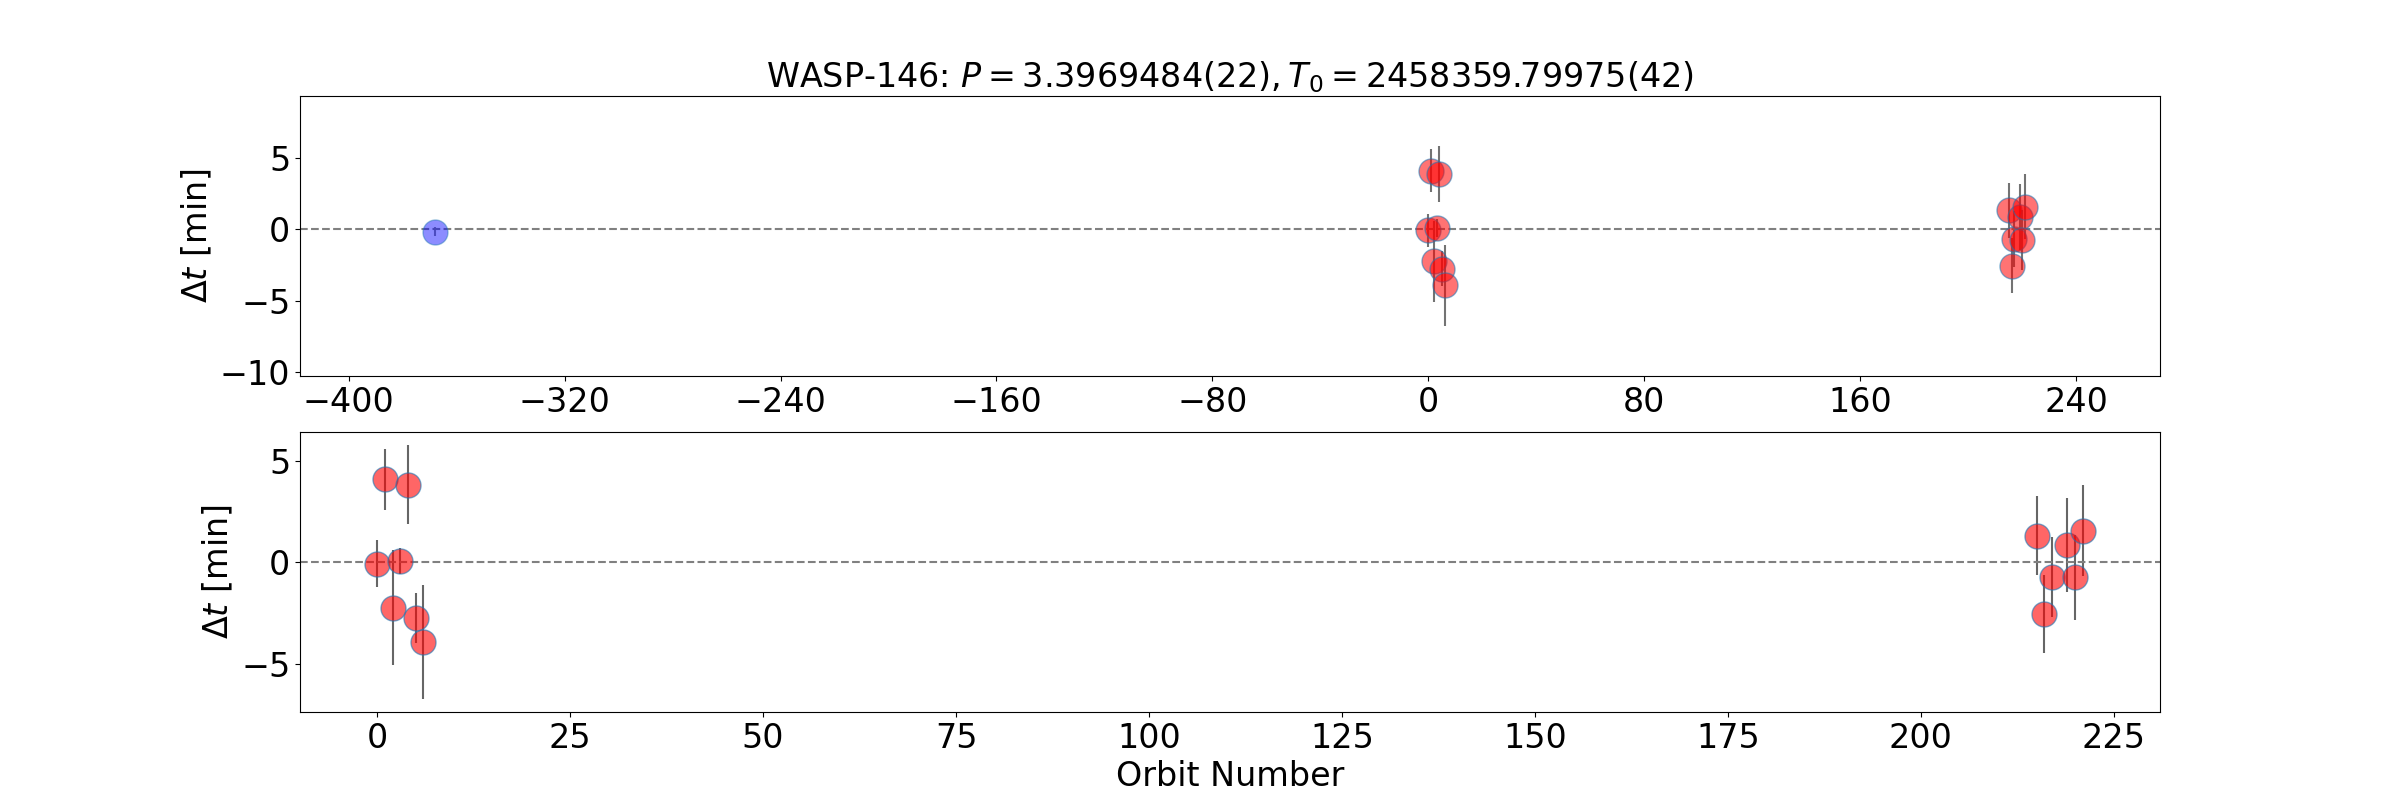 WASP-146: P = 3.3969484(22), T₀ = 2458359.79975(42)
Δt [min]
5
0
−5
−10
−400 −320 −240 −160 −80 0 80 160 240
Δt [min]
5
0
−5
0 25 50 75 100 125 150 175 200 225
Orbit Number